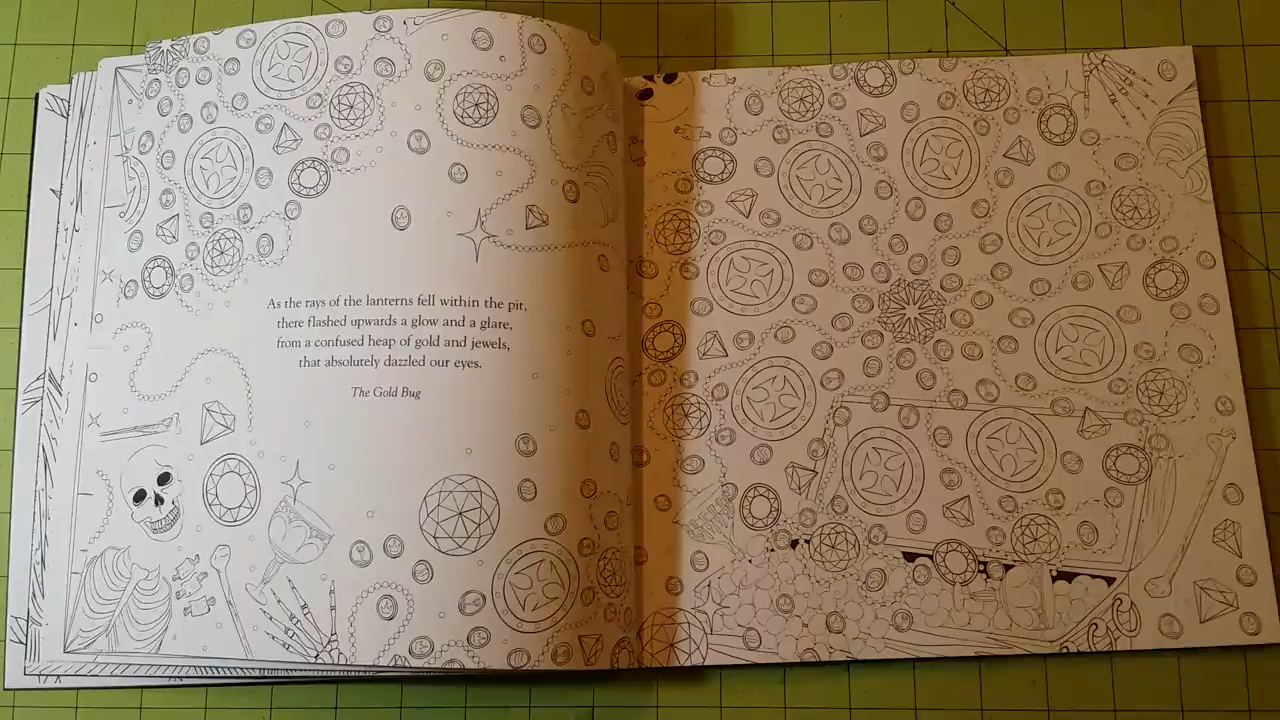 As the rays of the lanterns fell within the pit,
there flashed upwards a glow and a glare,
from a confused heap of gold and jewels,
that absolutely dazzled our eyes.
The Gold Bug